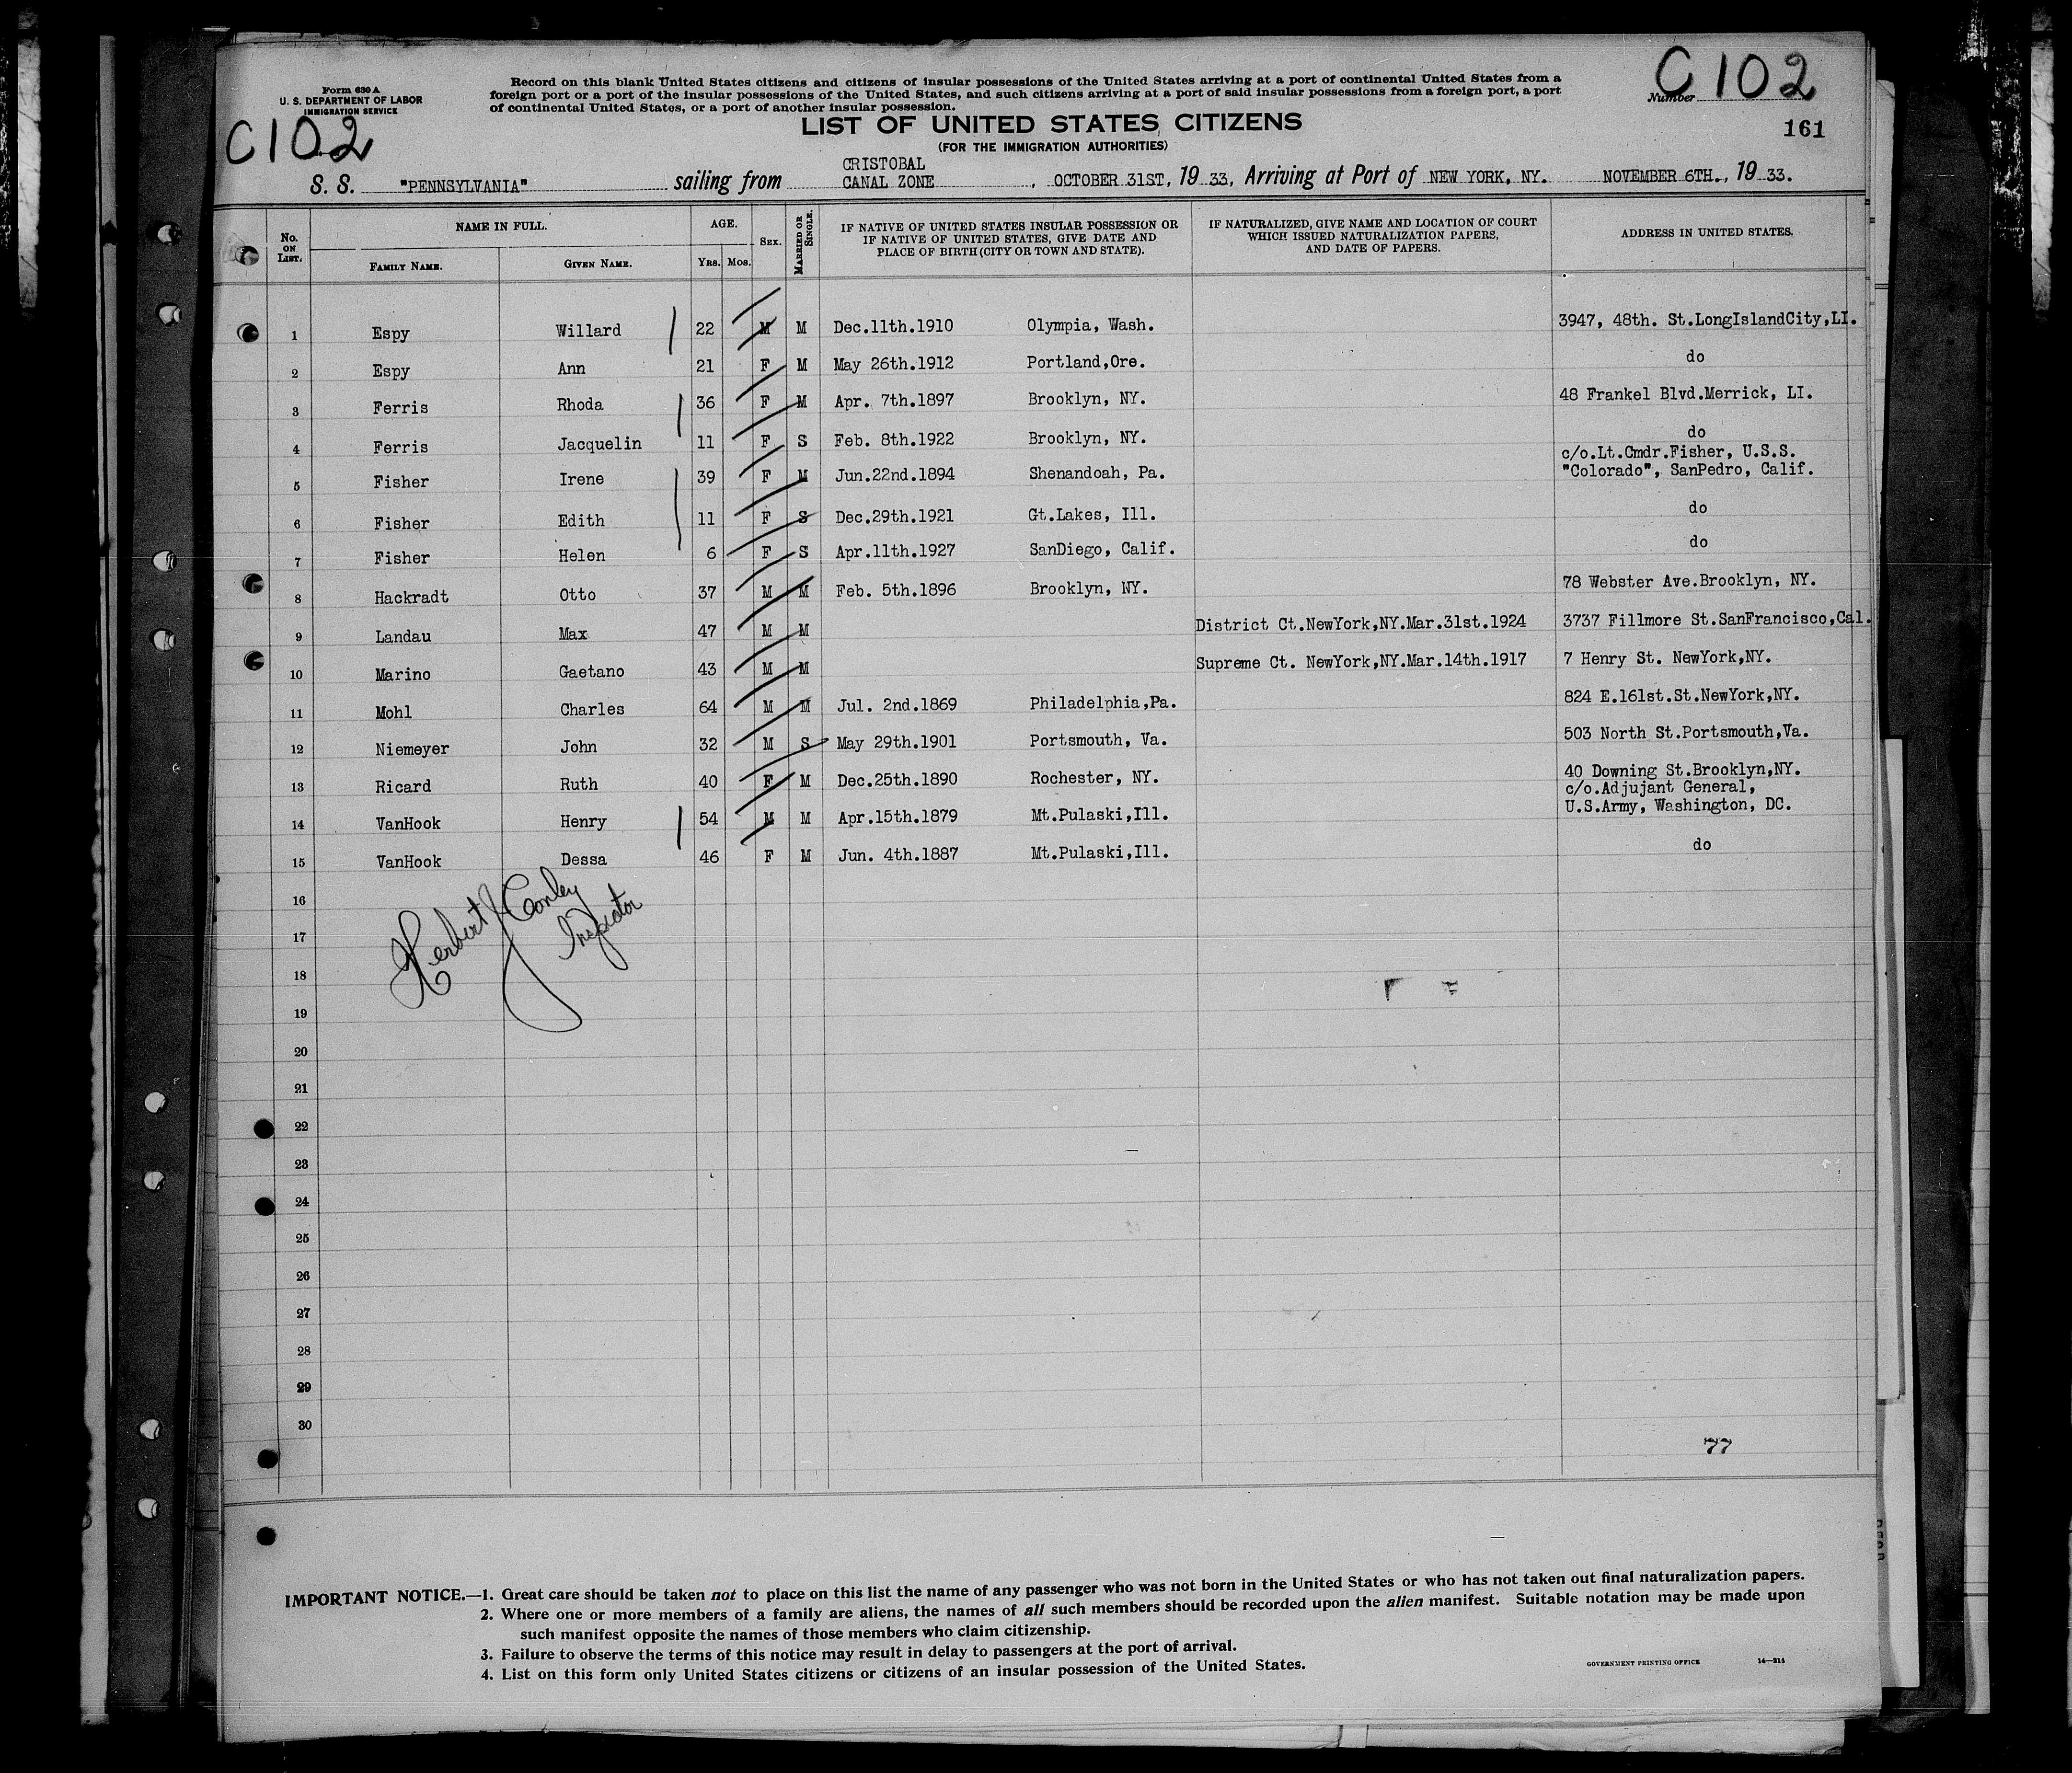 Form 630 A
U. S. DEPARTMENT OF LABOR
IMMIGRATION SERVICE
Record on this blank United States citizens and citizens of insular possessions of the United States arriving at a port of continental United States from a
foreign port or a port of the insular possessions of the United States, and such citizens arriving at a port of said insular possessions from a foreign port, a port
of continental United States, or a port of another insular possession.
C 102
Number
C102
LIST OF UNITED STATES CITIZENS
161
(FOR THE IMMIGRATION AUTHORITIES)
S. S. "PENNSYLVANIA" sailing from CRISTOBAL CANAL ZONE, OCTOBER 31ST, 19 33, Arriving at Port of NEW YORK, NY. NOVEMBER 6TH., 19 33.
No. ON LIST. NAME IN FULL. AGE. SEX. MARRIED OR SINGLE. IF NATIVE OF UNITED STATES INSULAR POSSESSION OR IF NATIVE OF UNITED STATES, GIVE DATE AND PLACE OF BIRTH (CITY OR TOWN AND STATE). IF NATURALIZED, GIVE NAME AND LOCATION OF COURT WHICH ISSUED NATURALIZATION PAPERS, AND DATE OF PAPERS. ADDRESS IN UNITED STATES.
FAMILY NAME. GIVEN NAME. YRS. MOS.
1 Espy Willard 22 M M Dec.11th.1910 Olympia, Wash. 3947, 48th. St.LongIslandCity,LI.
2 Espy Ann 21 F M May 26th.1912 Portland,Ore. do
3 Ferris Rhoda 36 F M Apr. 7th.1897 Brooklyn, NY. 48 Frankel Blvd.Merrick, LI.
4 Ferris Jacquelin 11 F S Feb. 8th.1922 Brooklyn, NY. do
5 Fisher Irene 39 F M Jun.22nd.1894 Shenandoah, Pa. c/o.Lt.Cmdr.Fisher, U.S.S. "Colorado", SanPedro, Calif.
6 Fisher Edith 11 F S Dec.29th.1921 Gt.Lakes, Ill. do
7 Fisher Helen 6 F S Apr.11th.1927 SanDiego, Calif. do
8 Hackradt Otto 37 M M Feb. 5th.1896 Brooklyn, NY. 78 Webster Ave.Brooklyn, NY.
9 Landau Max 47 M M District Ct.NewYork,NY.Mar.31st.1924 3737 Fillmore St.SanFrancisco,Cal.
10 Marino Gaetano 43 M M Supreme Ct. NewYork,NY.Mar.14th.1917 7 Henry St. NewYork,NY.
11 Mohl Charles 64 M M Jul. 2nd.1869 Philadelphia,Pa. 824 E.161st.St.NewYork,NY.
12 Niemeyer John 32 M S May 29th.1901 Portsmouth, Va. 503 North St.Portsmouth,Va.
13 Ricard Ruth 40 F M Dec.25th.1890 Rochester, NY. 40 Downing St.Brooklyn,NY.
14 VanHook Henry 54 M M Apr.15th.1879 Mt.Pulaski,Ill. c/o.Adjujant General, U.S.Army, Washington, DC.
15 VanHook Dessa 46 F M Jun. 4th.1887 Mt.Pulaski,Ill. do
16
Herbert J Conley
Inspector
17
18
19
20
21
22
23
24
25
26
27
28
29
30
77
IMPORTANT NOTICE.—1. Great care should be taken not to place on this list the name of any passenger who was not born in the United States or who has not taken out final naturalization papers.
2. Where one or more members of a family are aliens, the names of all such members should be recorded upon the alien manifest. Suitable notation may be made upon
such manifest opposite the names of those members who claim citizenship.
3. Failure to observe the terms of this notice may result in delay to passengers at the port of arrival.
4. List on this form only United States citizens or citizens of an insular possession of the United States.
GOVERNMENT PRINTING OFFICE 14—214